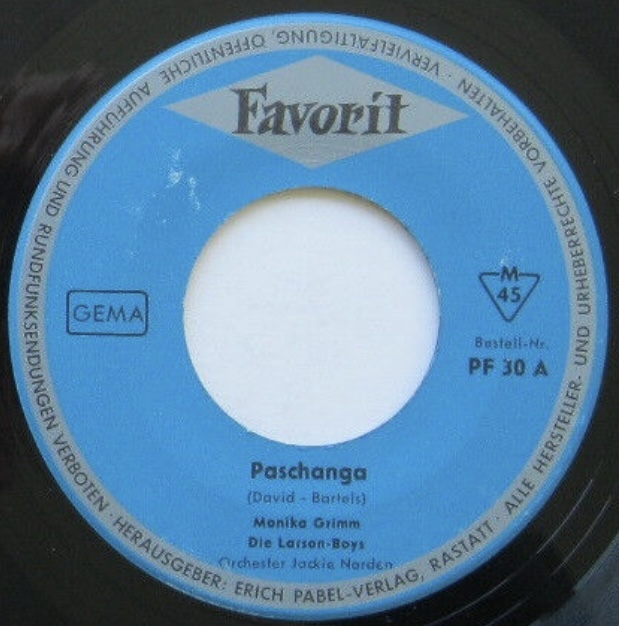 Favorit
GEMA
M
45
Bestell-Nr.
PF 30 A
Paschanga
(David - Bartels)
Monika Grimm
Die Larson-Boys
Orchester Jackie Norden
HERAUSGEBER: ERICH PABEL-VERLAG, RASTATT · ALLE HERSTELLER- UND URHEBERRECHTE VORBEHALTEN · VERVIELFÄLTIGUNG, ÖFFENTLICHE AUFFÜHRUNG UND RUNDFUNKSENDUNGEN VERBOTEN ·